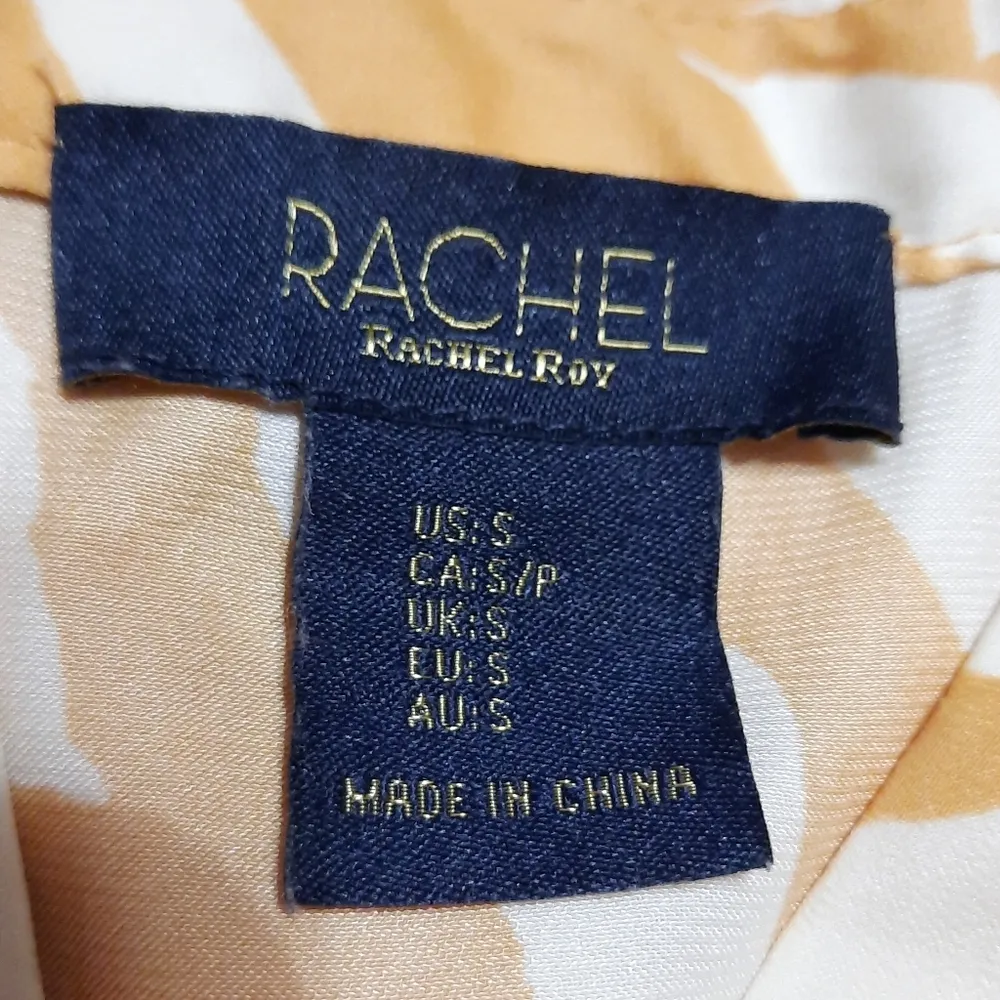 RACHEL
RACHEL ROY
US: S
CA: S/P
UK: S
EU: S
AU: S
MADE IN CHINA